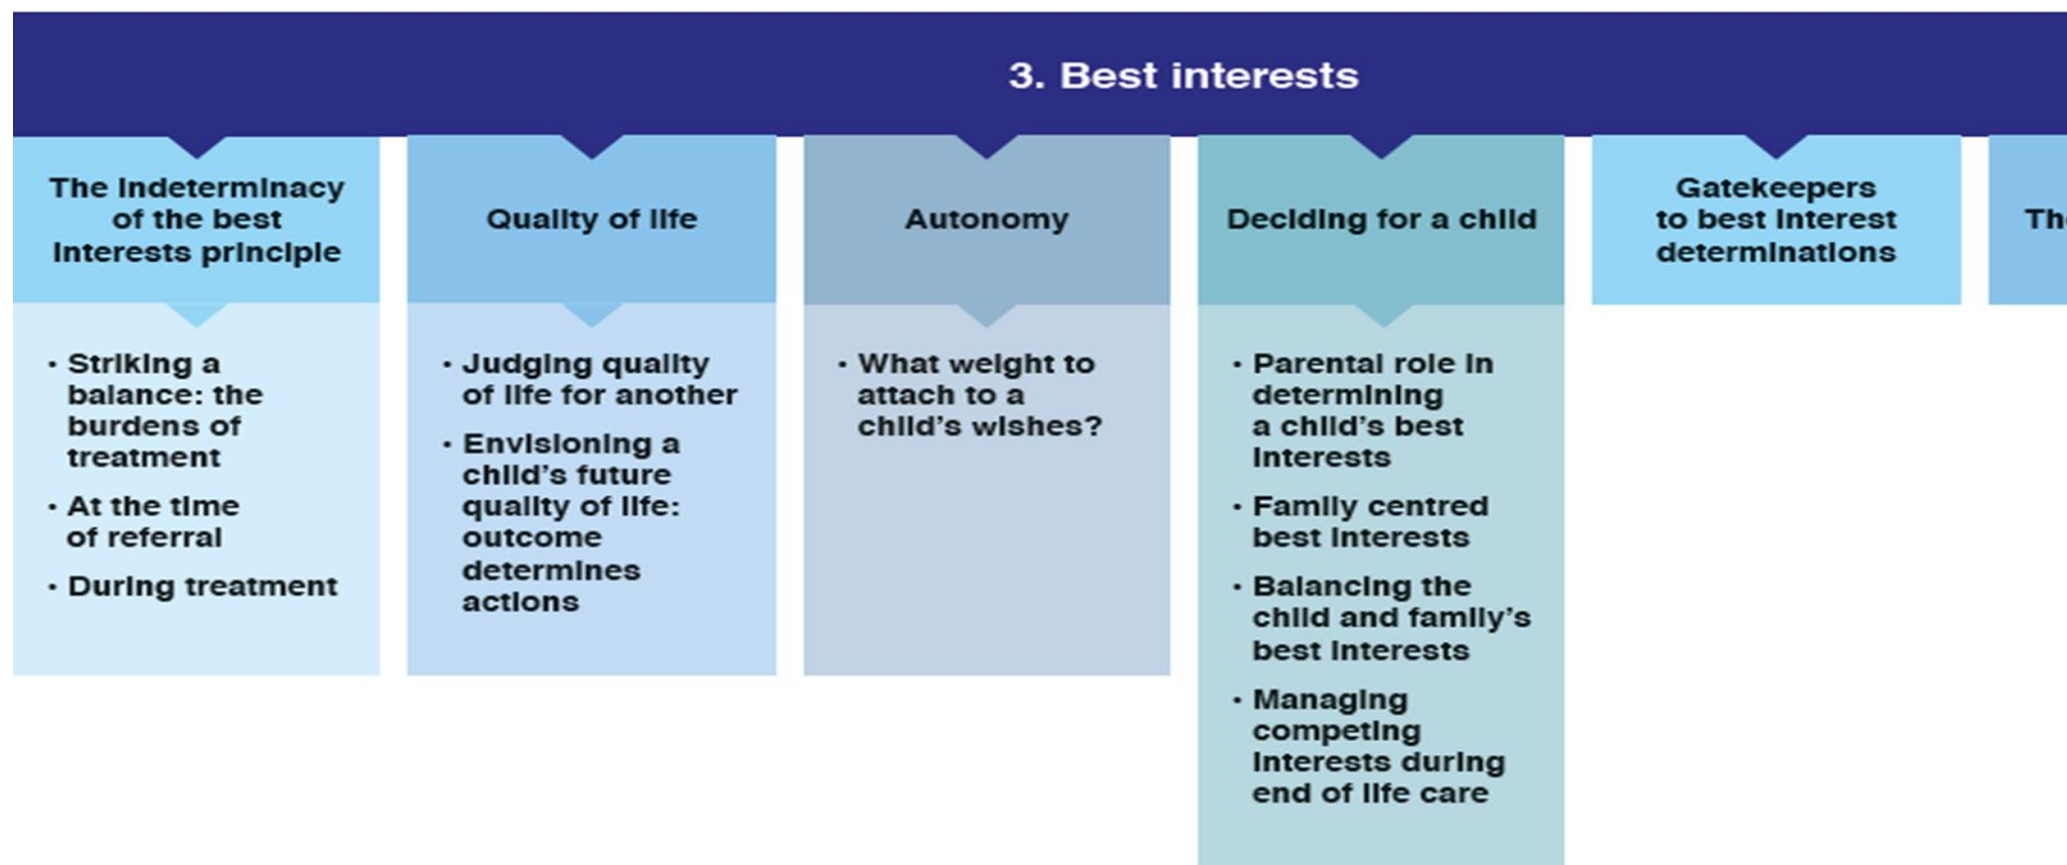 3. Best interests
The indeterminacy
of the best
interests principle
• Striking a
balance: the
burdens of
treatment
• At the time
of referral
• During treatment
Quality of life
• Judging quality
of life for another
• Envisioning a
child’s future
quality of life:
outcome
determines
actions
Autonomy
• What weight to
attach to a
child’s wishes?
Deciding for a child
• Parental role in
determining
a child’s best
interests
• Family centred
best interests
• Balancing the
child and family’s
best interests
• Managing
competing
interests during
end of life care
Gatekeepers
to best interest
determinations